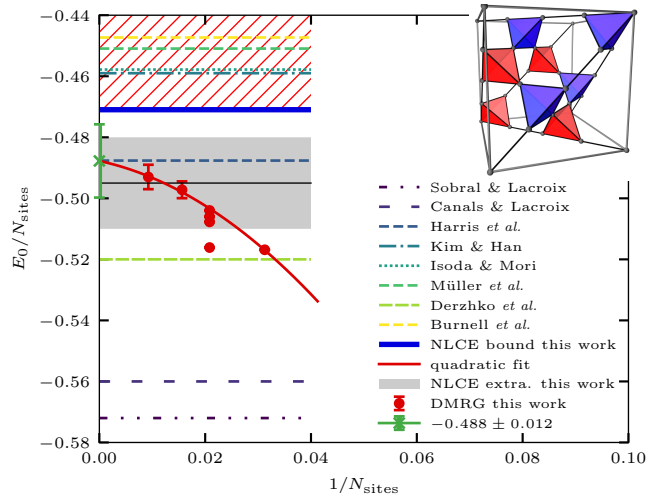 −0.44
−0.46
−0.48
−0.50
−0.52
−0.54
−0.56
−0.58
E₀/N_sites
0.00
0.02
0.04
0.06
0.08
0.10
1/N_sites
Sobral & Lacroix
Canals & Lacroix
Harris et al.
Kim & Han
Isoda & Mori
Müller et al.
Derzhko et al.
Burnell et al.
NLCE bound this work
quadratic fit
NLCE extra. this work
DMRG this work
−0.488 ± 0.012